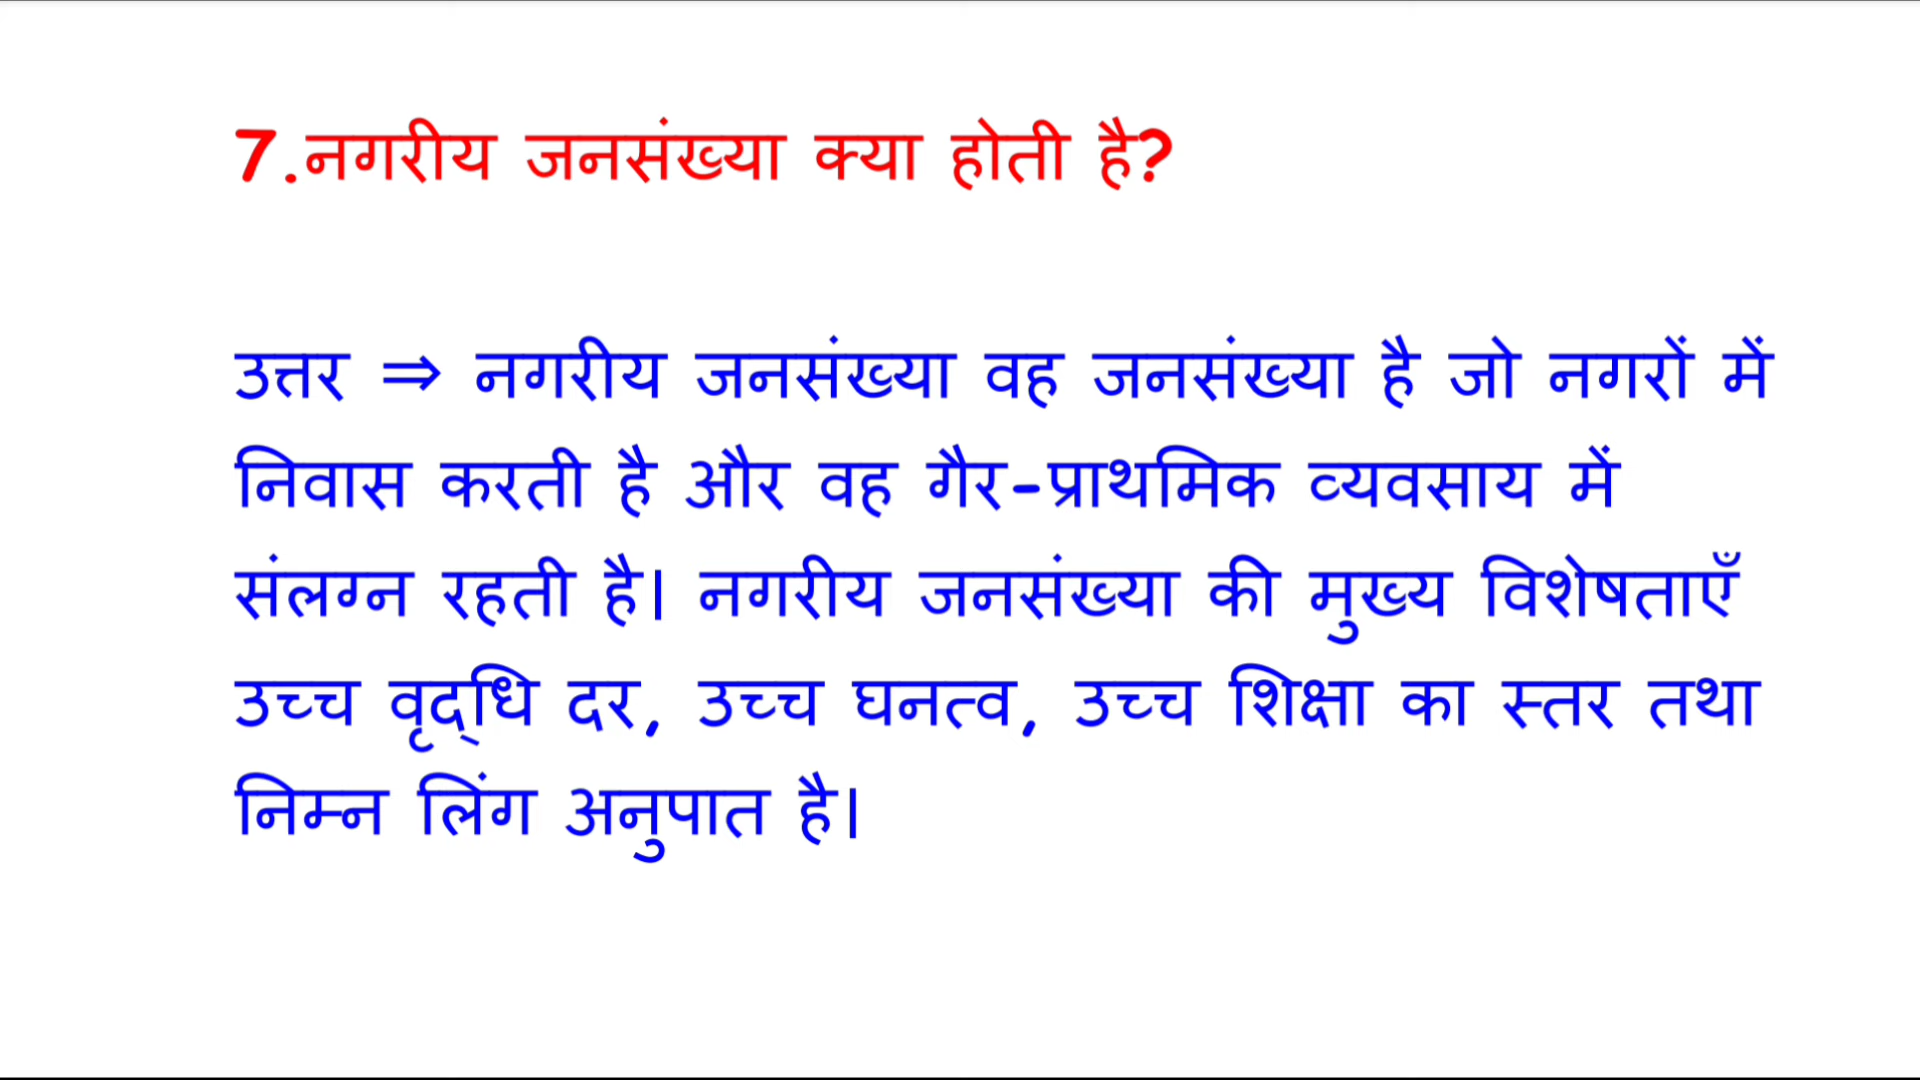 7.नगरीय जनसंख्या क्या होती है?
उत्तर ⇒ नगरीय जनसंख्या वह जनसंख्या है जो नगरों में
निवास करती है और वह गैर-प्राथमिक व्यवसाय में
संलग्न रहती है। नगरीय जनसंख्या की मुख्य विशेषताएँ
उच्च वृद्धि दर, उच्च घनत्व, उच्च शिक्षा का स्तर तथा
निम्न लिंग अनुपात है।